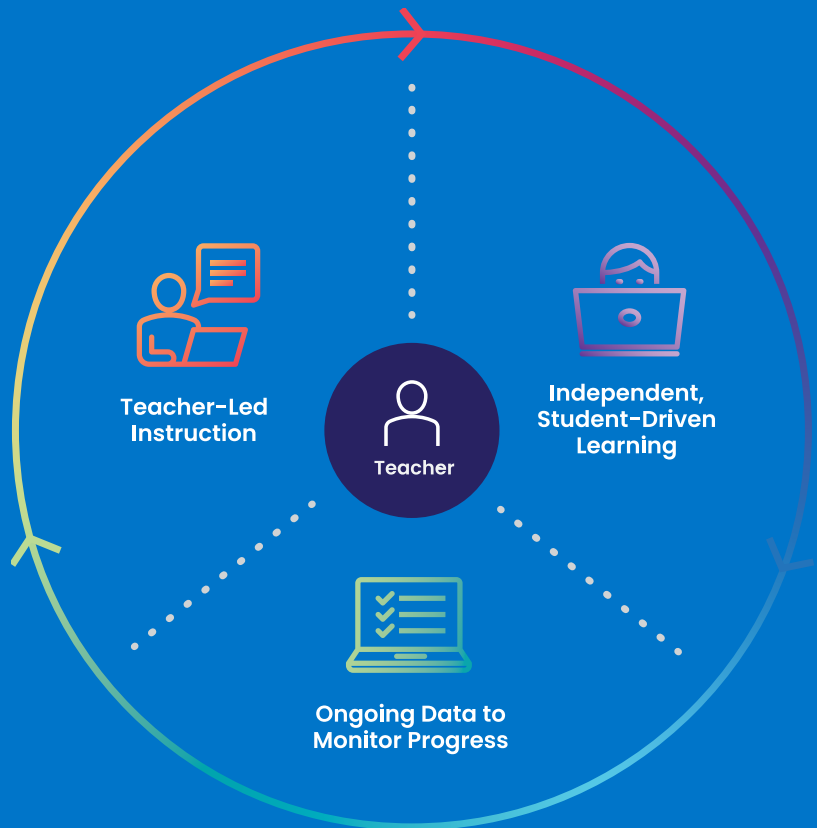 Teacher-Led
Instruction
Teacher
Independent,
Student-Driven
Learning
Ongoing Data to
Monitor Progress